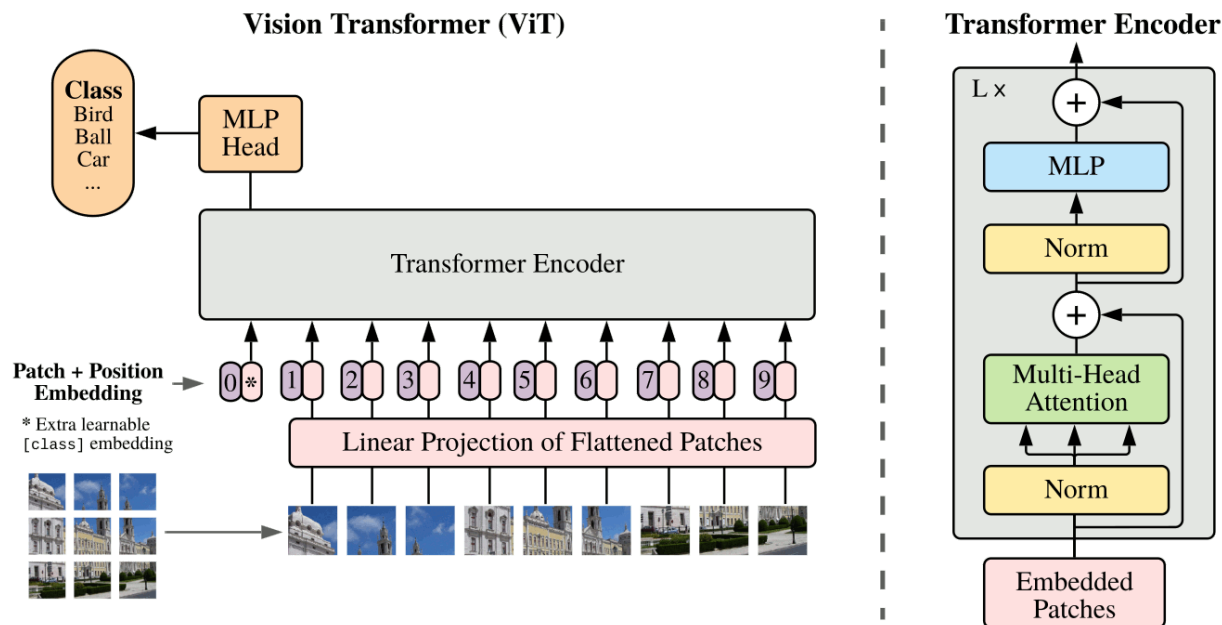 Vision Transformer (ViT)
Class
Bird
Ball
Car
...
MLP
Head
Transformer Encoder
Patch + Position
Embedding
* Extra learnable
[class] embedding
0 * 1 2 3 4 5 6 7 8 9
Linear Projection of Flattened Patches
Transformer Encoder
L x
+
MLP
Norm
+
Multi-Head
Attention
Norm
Embedded
Patches